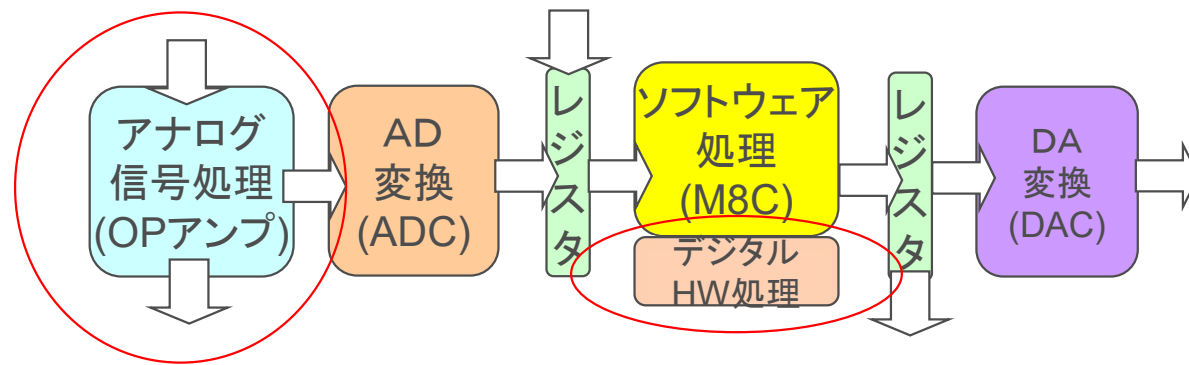 アナログ
信号処理
(OPアンプ)
AD
変換
(ADC)
レジスタ
ソフトウェア
処理
(M8C)
デジタル
HW処理
レジスタ
DA
変換
(DAC)